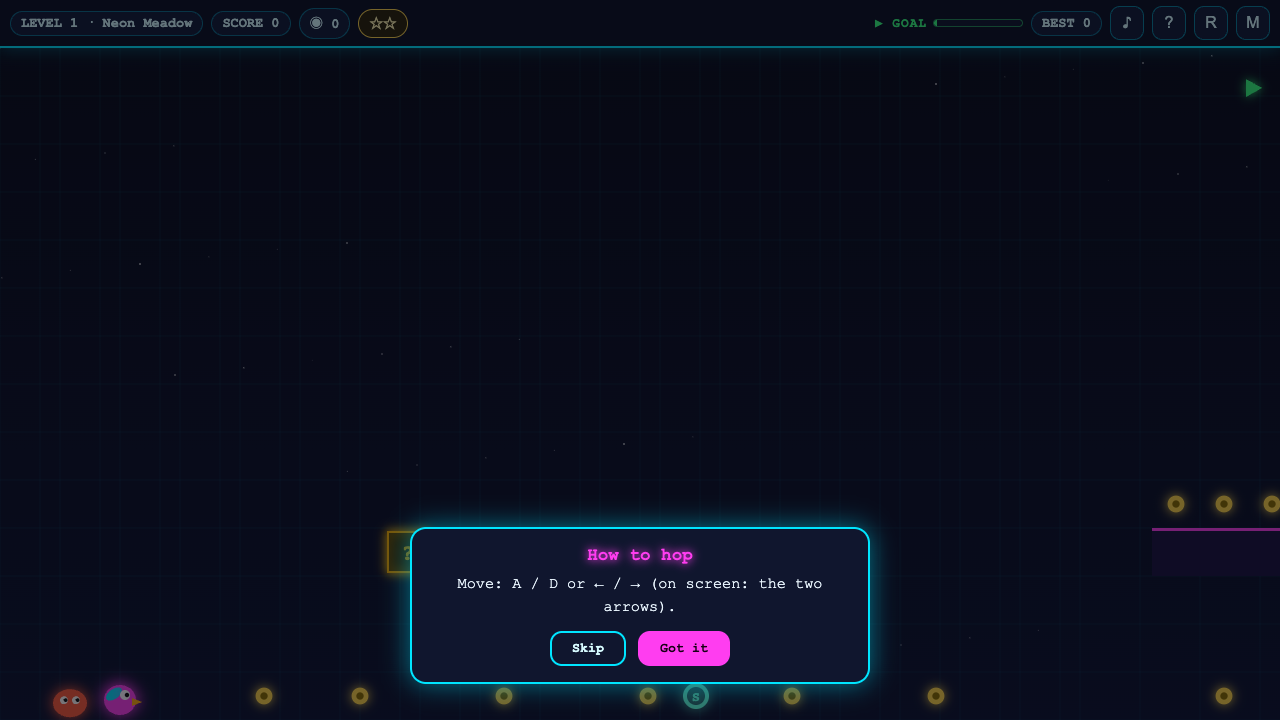 LEVEL 1 · Neon Meadow
SCORE 0
◉ 0
☆☆
▶ GOAL
BEST 0
♪
?
R
M
?
How to hop
Move: A / D or ← / → (on screen: the two
arrows).
Skip
Got it
S